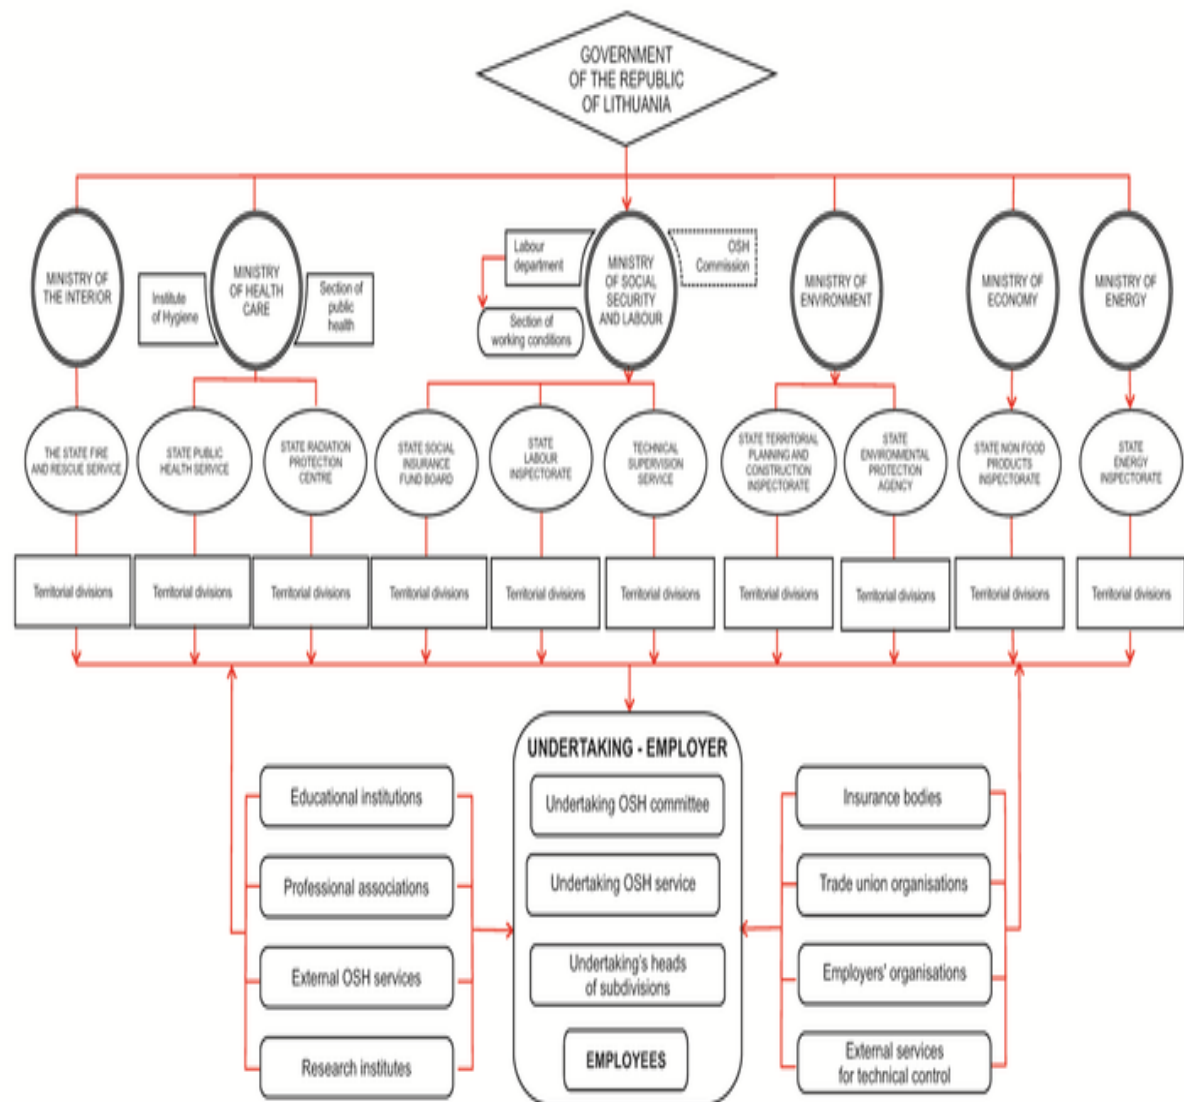 GOVERNMENT
OF THE REPUBLIC
OF LITHUANIA
MINISTRY OF
THE INTERIOR
Institute
of Hygiene
MINISTRY
OF HEALTH
CARE
Section of
public
health
Labour
department
Section of
working conditions
MINISTRY
OF SOCIAL
SECURITY
AND LABOUR
OSH
Commission
MINISTRY OF
ENVIRONMENT
MINISTRY OF
ECONOMY
MINISTRY OF
ENERGY
THE STATE FIRE
AND RESCUE SERVICE
STATE PUBLIC
HEALTH SERVICE
STATE RADIATION
PROTECTION
CENTRE
STATE SOCIAL
INSURANCE
FUND BOARD
STATE
LABOUR
INSPECTORATE
TECHNICAL
SUPERVISION
SERVICE
STATE TERRITORIAL
PLANNING AND
CONSTRUCTION
INSPECTORATE
STATE
ENVIRONMENTAL
PROTECTION
AGENCY
STATE NON FOOD
PRODUCTS
INSPECTORATE
STATE
ENERGY
INSPECTORATE
Territorial divisions
Territorial divisions
Territorial divisions
Territorial divisions
Territorial divisions
Territorial divisions
Territorial divisions
Territorial divisions
Territorial divisions
Territorial divisions
Educational institutions
Professional associations
External OSH services
Research institutes
UNDERTAKING - EMPLOYER
Undertaking OSH committee
Undertaking OSH service
Undertaking's heads
of subdivisions
EMPLOYEES
Insurance bodies
Trade union organisations
Employers' organisations
External services
for technical control